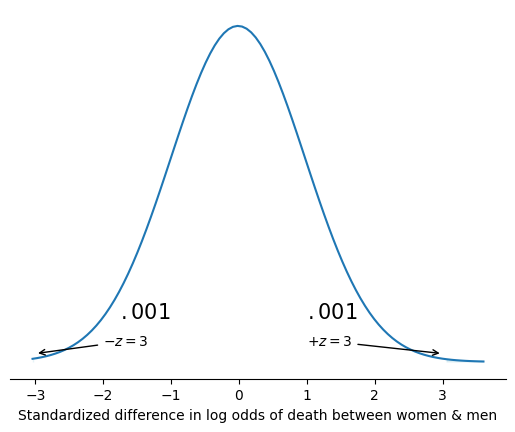 .001 .001
−z = 3 +z = 3
−3 −2 −1 0 1 2 3
Standardized difference in log odds of death between women & men